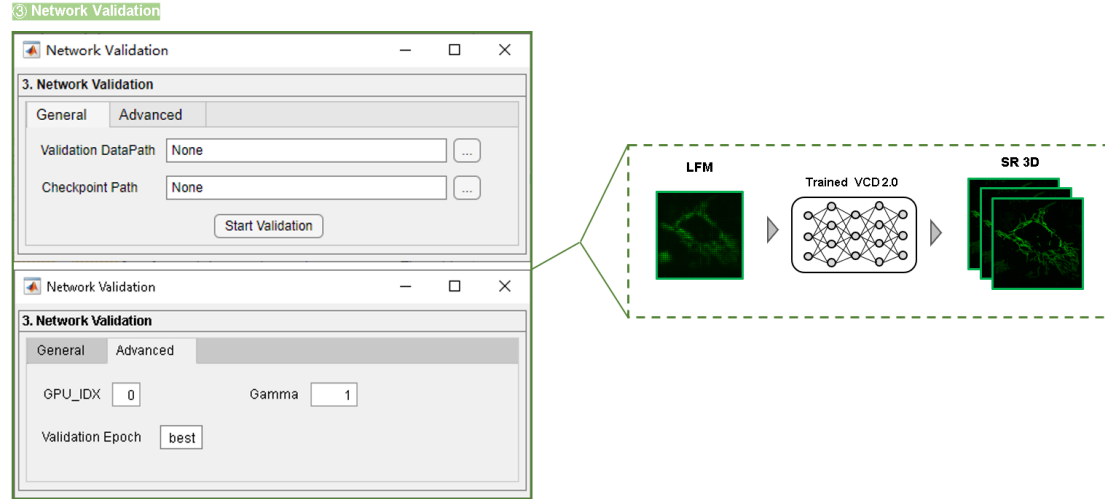 ③ Network Validation
Network Validation
3. Network Validation
General Advanced
Validation DataPath None ...
Checkpoint Path None ...
Start Validation
Network Validation
3. Network Validation
General Advanced
GPU_IDX 0 Gamma 1
Validation Epoch best
LFM
Trained VCD 2.0
SR 3D